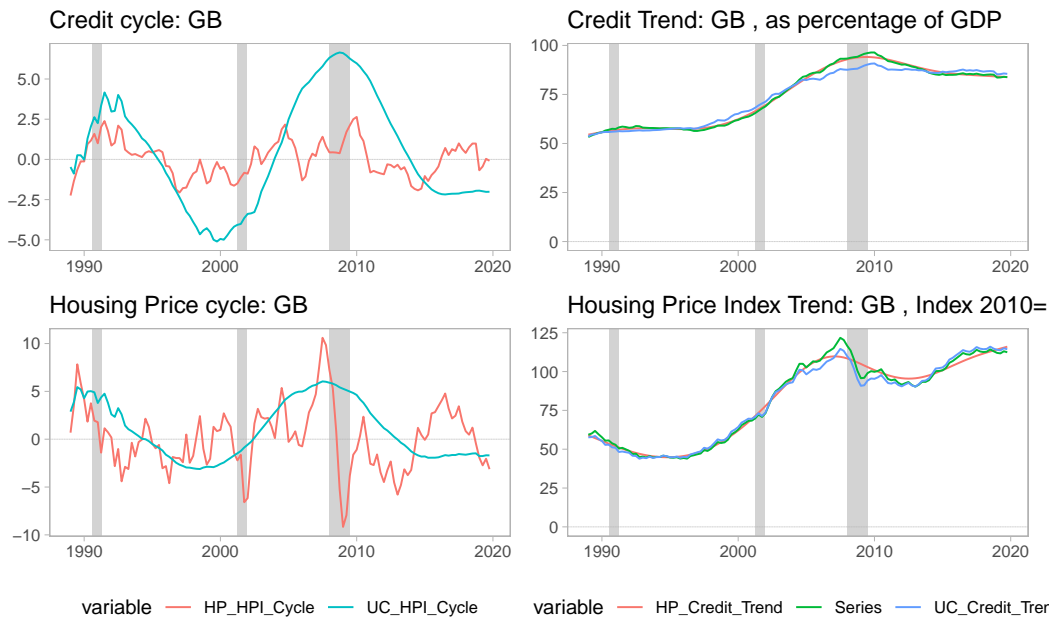 Credit cycle: GB
5.0
2.5
0.0
−2.5
−5.0
1990 2000 2010 2020
Credit Trend: GB , as percentage of GDP
100
75
50
25
0
1990 2000 2010 2020
Housing Price cycle: GB
10
5
0
−5
−10
1990 2000 2010 2020
Housing Price Index Trend: GB , Index 2010=
125
100
75
50
25
0
1990 2000 2010 2020
variable HP_HPI_Cycle UC_HPI_Cycle
variable HP_Credit_Trend Series UC_Credit_Trer